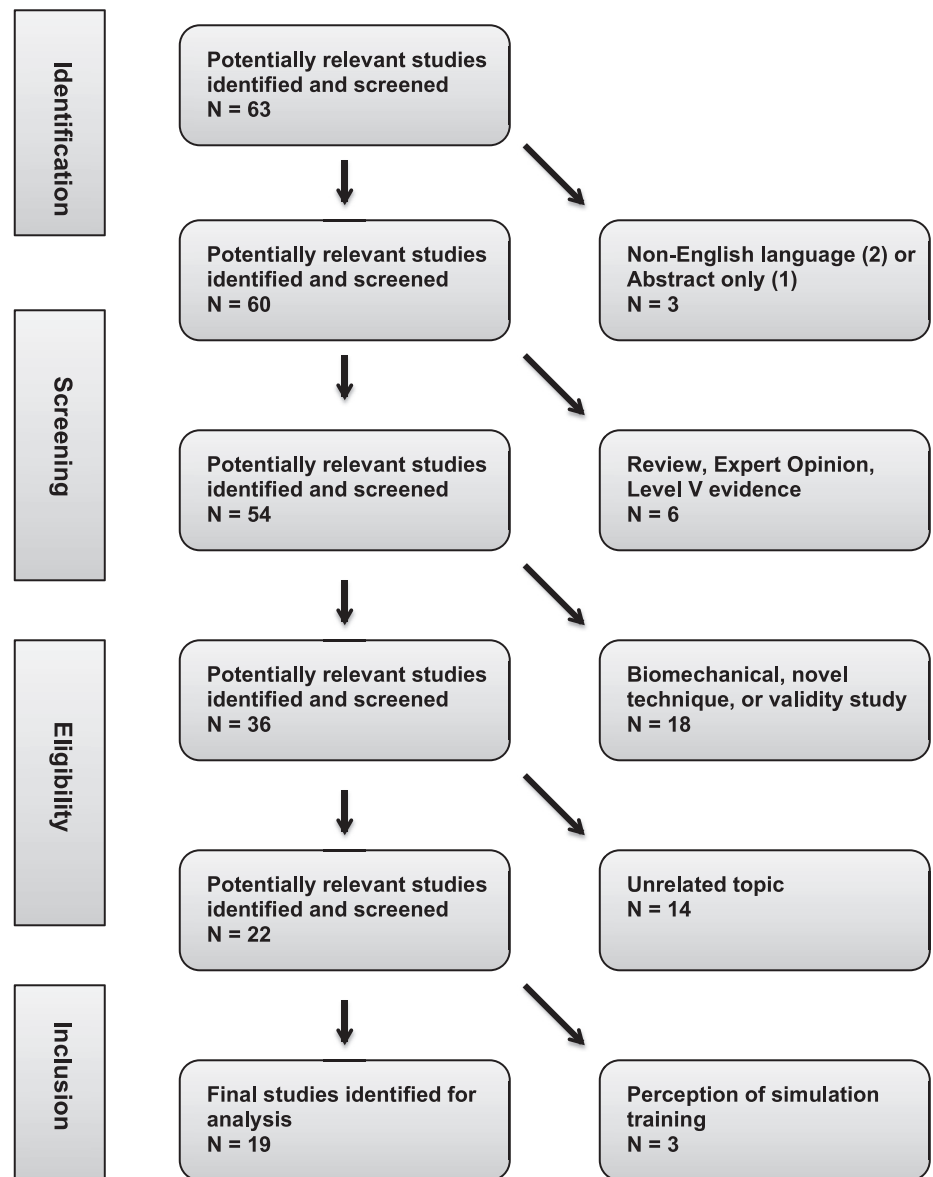 Identification
Potentially relevant studies
identified and screened
N = 63
Potentially relevant studies
identified and screened
N = 60
Non-English language (2) or
Abstract only (1)
N = 3
Screening
Potentially relevant studies
identified and screened
N = 54
Review, Expert Opinion,
Level V evidence
N = 6
Eligibility
Potentially relevant studies
identified and screened
N = 36
Biomechanical, novel
technique, or validity study
N = 18
Potentially relevant studies
identified and screened
N = 22
Unrelated topic
N = 14
Inclusion
Final studies identified for
analysis
N = 19
Perception of simulation
training
N = 3